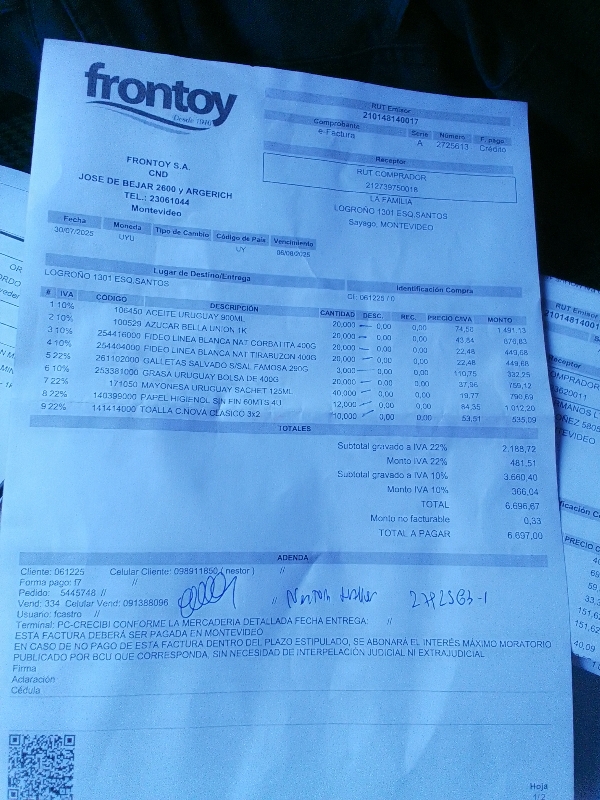 frontoy
Desde 1940
FRONTOY S.A.
CND
JOSE DE BEJAR 2600 y ARGERICH
TEL.: 23061044
Montevideo
RUT Emisor
210148140017
Comprobante Serie Número F. pago
e-Factura A 2725613 Crédito
Receptor
RUT COMPRADOR
212739750018
LA FAMILIA
LOGROÑO 1301 ESQ.SANTOS
Sayago, MONTEVIDEO
Fecha Moneda Tipo de Cambio Código de País Vencimiento
30/07/2025 UYU UY 06/08/2025
Lugar de Destino/Entrega Identificación Compra
LOGROÑO 1301 ESQ.SANTOS CI: 061225 / 0
# IVA CÓDIGO DESCRIPCIÓN CANTIDAD DESC. REC. PRECIO C/IVA MONTO
1 10% 106450 ACEITE URUGUAY 900ML 20,000 0,00 0,00 74,56 1.491,13
2 10% 100529 AZUCAR BELLA UNION 1K 20,000 0,00 0,00 43,84 876,83
3 10% 254416000 FIDEO LINEA BLANCA NAT CORBATITA 400G 20,000 0,00 0,00 22,48 449,68
4 10% 254404000 FIDEO LINEA BLANCA NAT TIRABUZON 400G 20,000 0,00 0,00 22,48 449,68
5 22% 261102000 GALLETAS SALVADO S/SAL FAMOSA 290G 3,000 0,00 0,00 110,75 332,25
6 10% 253381000 GRASA URUGUAY BOLSA DE 400G 20,000 0,00 0,00 37,96 759,12
7 22% 171050 MAYONESA URUGUAY SACHET 125ML 40,000 0,00 0,00 19,77 790,69
8 22% 140399000 PAPEL HIGIENOL SIN FIN 60MTS 4U 12,000 0,00 0,00 84,35 1.012,20
9 22% 141414000 TOALLA C.NOVA CLASICO 3x2 10,000 0,00 0,00 53,51 535,09
TOTALES
Subtotal gravado a IVA 22% 2.188,72
Monto IVA 22% 481,51
Subtotal gravado a IVA 10% 3.660,40
Monto IVA 10% 366,04
TOTAL 6.696,67
Monto no facturable 0,33
TOTAL A PAGAR 6.697,00
ADENDA
Cliente: 061225 Celular Cliente: 098911850 ( nestor ) //
Forma pago: f7 //
Pedido: 5445748 //
Vend: 334 Celular Vend: 091388096
Usuario: fcastro //
Terminal: PC-CRECIBI CONFORME LA MERCADERIA DETALLADA FECHA ENTREGA: //
ESTA FACTURA DEBERÁ SER PAGADA EN MONTEVIDEO
EN CASO DE NO PAGO DE ESTA FACTURA DENTRO DEL PLAZO ESTIPULADO, SE ABONARÁ EL INTERÉS MÁXIMO MORATORIO
PUBLICADO POR BCU QUE CORRESPONDA, SIN NECESIDAD DE INTERPELACIÓN JUDICIAL NI EXTRAJUDICIAL
Firma
Aclaración
Cédula
Hoja
1/2
RUT Emisor
Receptor
PRECIO C